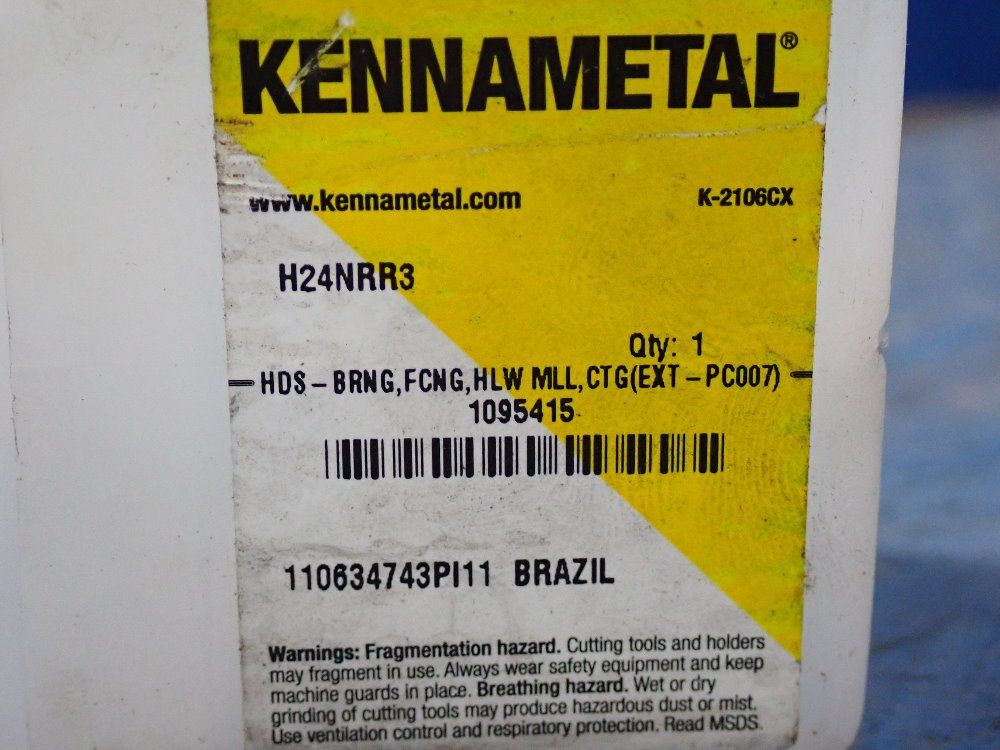 KENNAMETAL®
www.kennametal.com K-2106CX
H24NRR3
Qty: 1
HDS-BRNG,FCNG,HLW MLL,CTG(EXT-PC007)
1095415
110634743PI11 BRAZIL
Warnings: Fragmentation hazard. Cutting tools and holders
may fragment in use. Always wear safety equipment and keep
machine guards in place. Breathing hazard. Wet or dry
grinding of cutting tools may produce hazardous dust or mist.
Use ventilation control and respiratory protection. Read MSDS.